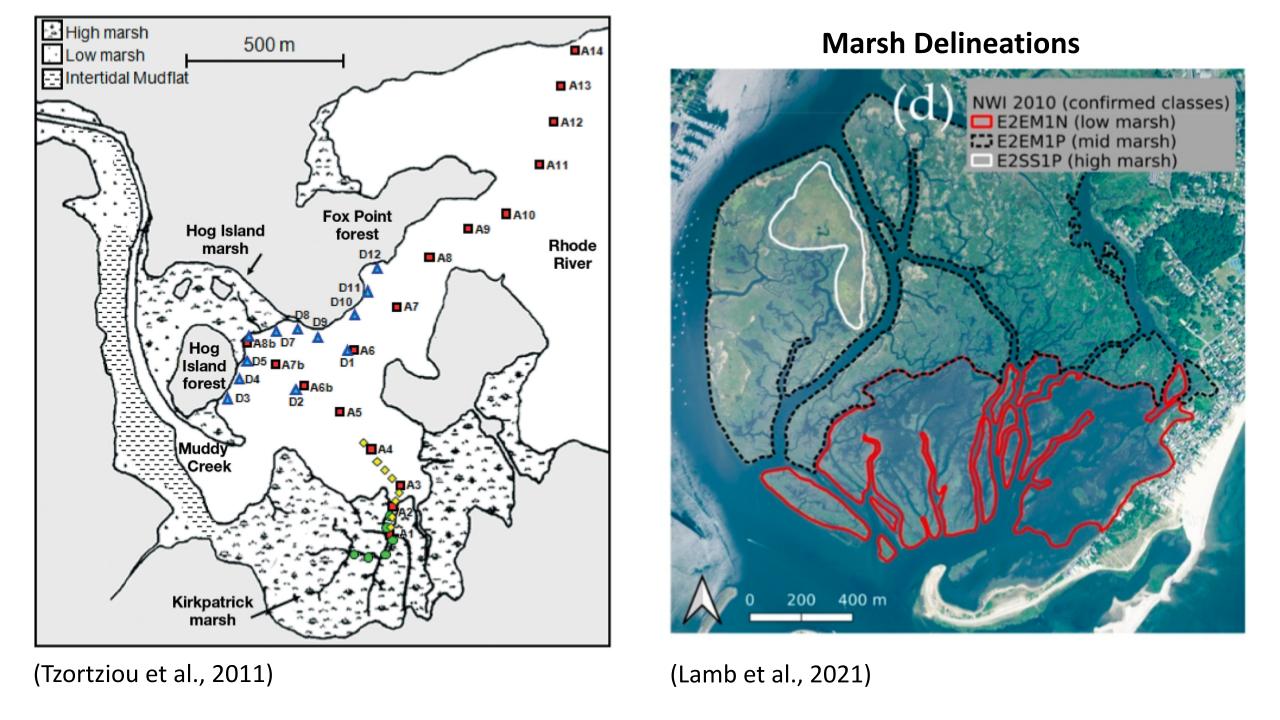 High marsh
Low marsh
Intertidal Mudflat
500 m
A14
A13
A12
A11
A10
A9
A8
Fox Point
forest
Rhode
River
Hog Island
marsh
D12
D11
D10
A7
D8
D9
D7
A8b
A6
D1
Hog
Island
forest
D5
A7b
D4
A6b
D3
D2
A5
Muddy
Creek
A4
A3
A2
A1
Kirkpatrick
marsh
(Tzortziou et al., 2011)
Marsh Delineations
(d)
NWI 2010 (confirmed classes)
E2EM1N (low marsh)
E2EM1P (mid marsh)
E2SS1P (high marsh)
0 200 400 m
(Lamb et al., 2021)